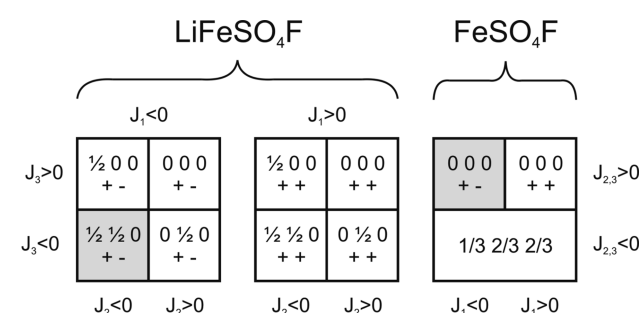 LiFeSO₄F FeSO₄F
J₁<0 J₁>0
J₃>0 ½ 0 0 0 0 0 ½ 0 0 0 0 0 0 0 0 0 0 0 J₂,₃>0
+ - + - + + + + + - + +
J₃<0 ½ ½ 0 0 ½ 0 ½ ½ 0 0 ½ 0 1/3 2/3 2/3 J₂,₃<0
+ - + - + + + +
J₂<0 J₂>0 J₂<0 J₂>0 J₁<0 J₁>0